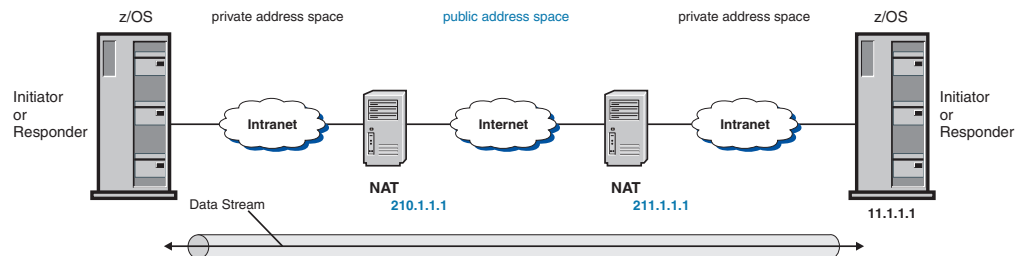 z/OS
private address space
public address space
private address space
z/OS
Initiator
or
Responder
Intranet
Internet
Intranet
Initiator
or
Responder
NAT
210.1.1.1
NAT
211.1.1.1
11.1.1.1
Data Stream